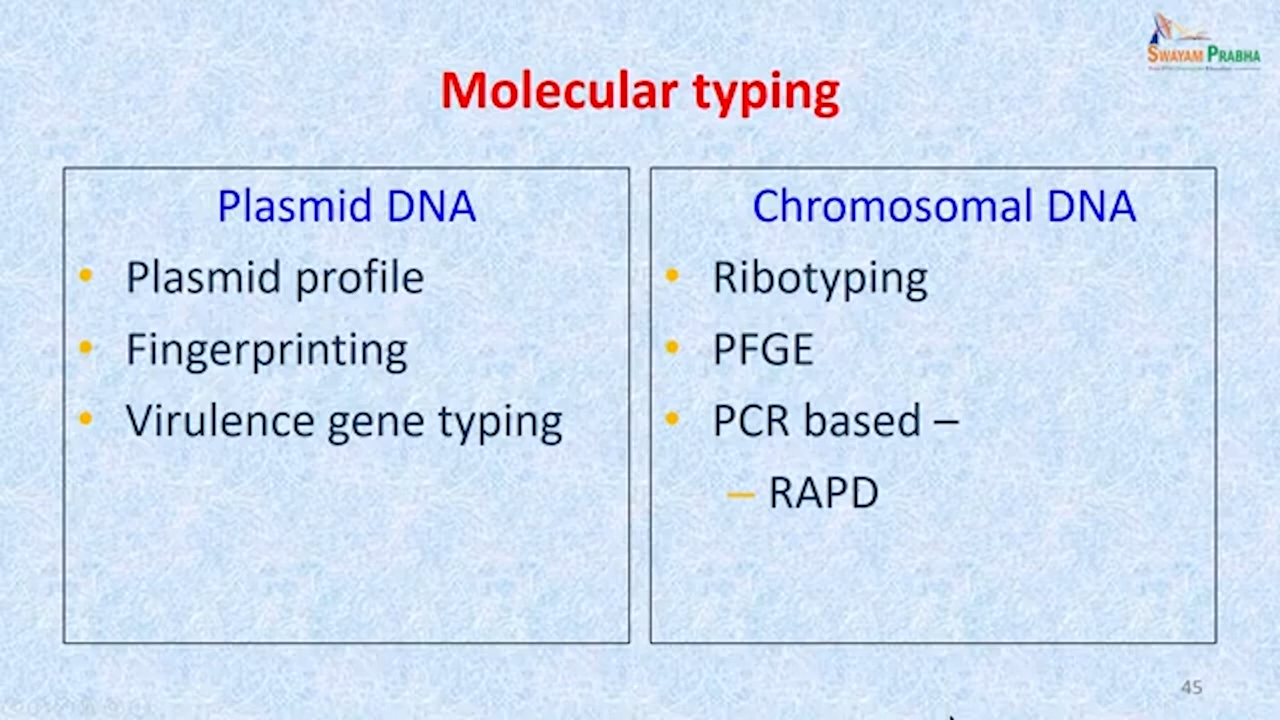 SWAYAM PRABHA
Molecular typing
Plasmid DNA
• Plasmid profile
• Fingerprinting
• Virulence gene typing
Chromosomal DNA
• Ribotyping
• PFGE
• PCR based –
– RAPD
45